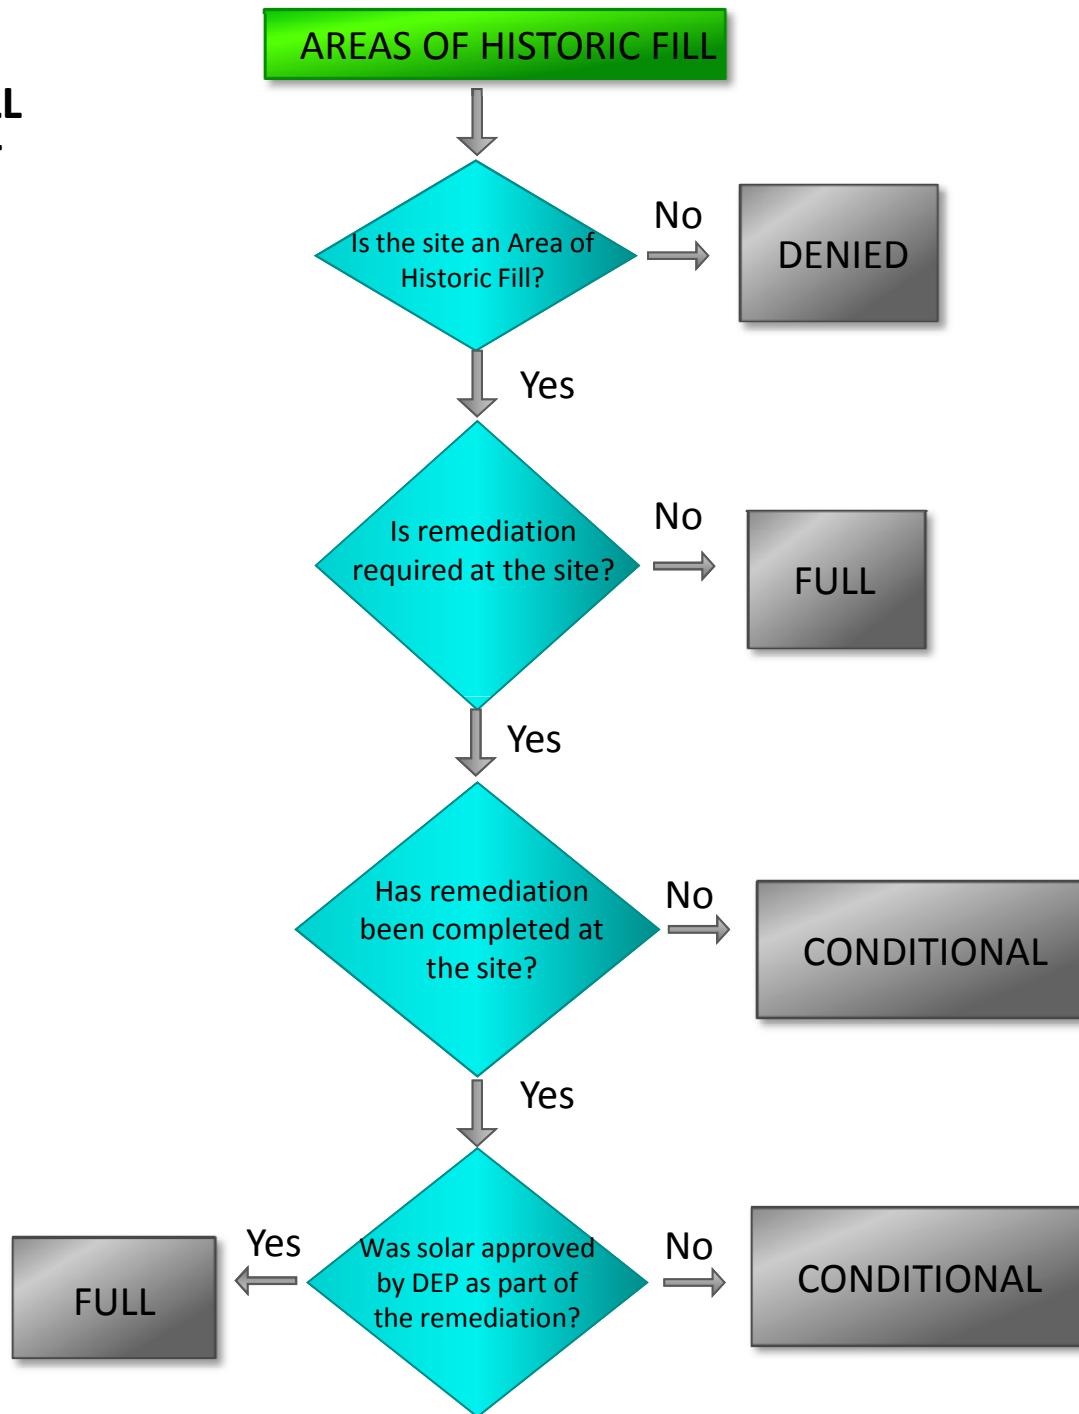 AREAS OF HISTORIC FILL
Is the site an Area of
Historic Fill?
No
DENIED
Yes
Is remediation
required at the site?
No
FULL
Yes
Has remediation
been completed at
the site?
No
CONDITIONAL
Yes
Yes
Was solar approved
by DEP as part of
the remediation?
No
CONDITIONAL
FULL